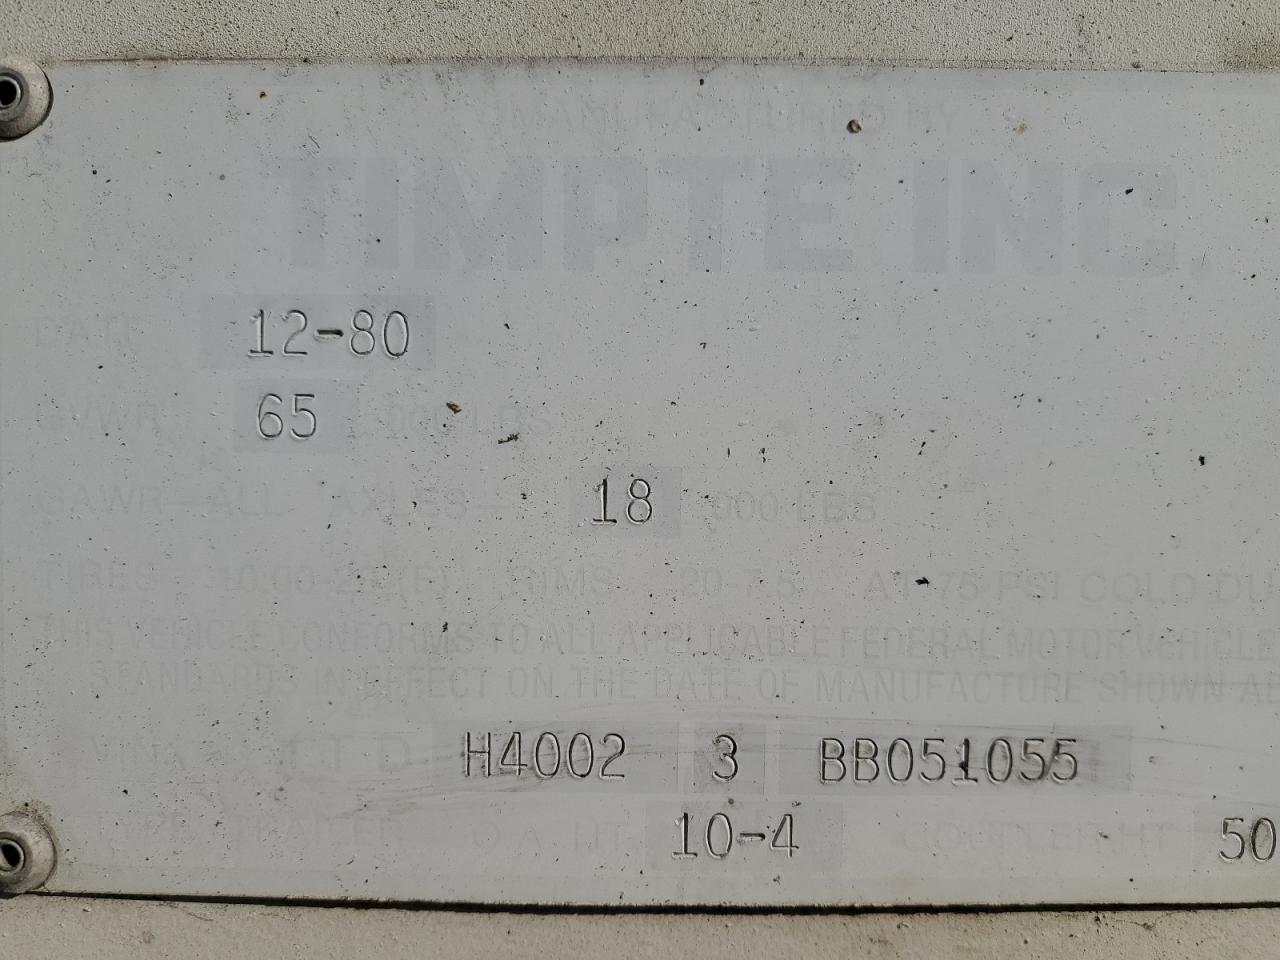 MANUFACTURED BY
TIMPTE INC.
DATE 12-80
GVWR 65 000 LBS
GAWR-ALL AXLES- 18 000 LBS
TIRES 10.00-20(F) RIMS 20-7.5 AT 75 PSI COLD DU
THIS VEHICLE CONFORMS TO ALL APPLICABLE FEDERAL MOTOR VEHICLE
STANDARDS IN EFFECT ON THE DATE OF MANUFACTURE SHOWN AB
VIN 1 T D H4002 3 BB051055
TYPE TRAILER O.A. HT 10-4 COUPLER HT 50